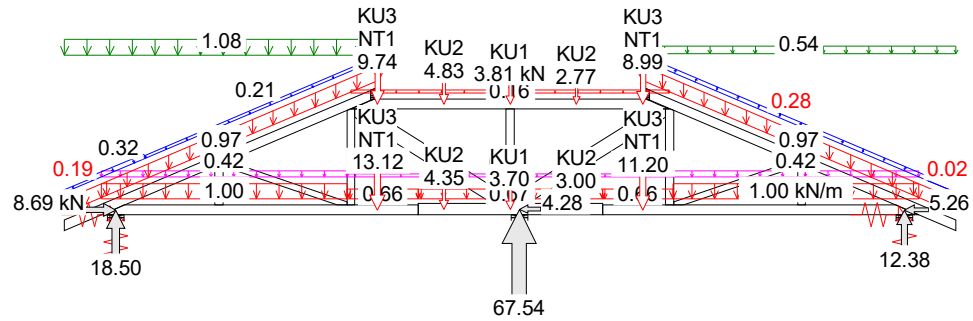 KU3
KU3
1.08
NT1
KU2
KU1
KU2
NT1
0.54
9.74
4.83
3.81 kN
2.77
8.99
0.16
0.21
0.28
KU3
KU3
0.32
0.97
NT1
NT1
0.97
0.19
0.42
13.12
KU2
KU1
KU2
11.20
0.42
0.02
4.35
3.70
3.00
1.00
0.66
0.67
0.66
1.00 kN/m
8.69 kN
4.28
5.26
18.50
12.38
67.54